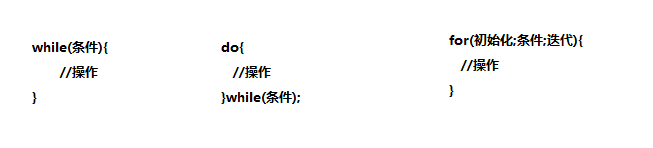 while(条件){
//操作
}
do{
//操作
}while(条件);
for(初始化;条件;迭代){
//操作
}